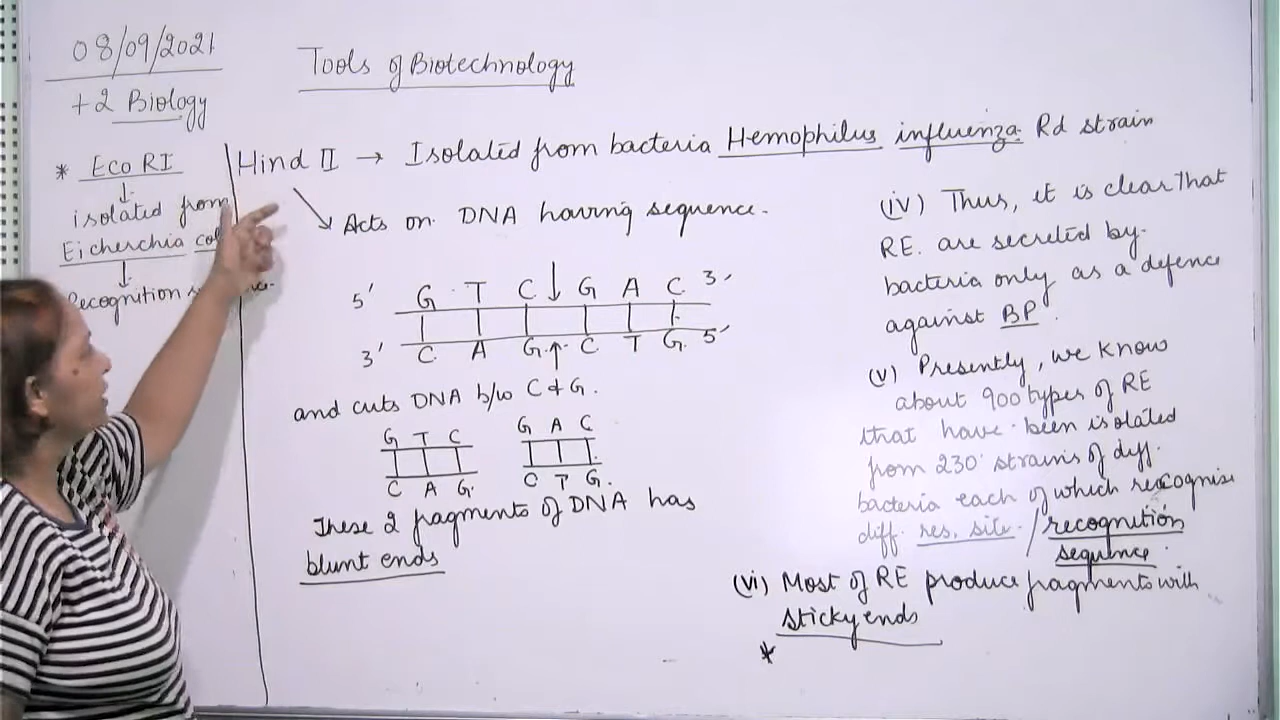 08/09/2021
+2 Biology
Tools of Biotechnology
* Eco RI
↓
isolated from
Eicherchia
↓
Recognition
Hind II → Isolated from bacteria Hemophilus influenza Rd strain
Acts on DNA having sequence.
5' G T C ↓ G A C 3'
3' C A G ↑ C T G 5'
and cuts DNA b/w C & G.
G T C G A C
C A G C T G.
These 2 fragments of DNA has
blunt ends
(iv) Thus, it is clear that
RE. are secreted by
bacteria only as a defence
against BP.
(v) Presently, we know
about 900 types of RE
that have been isolated
from 230 strains of diff.
bacteria each of which recognise
diff. res. site / recognition
sequence.
(vi) Most of RE produce fragments with
sticky ends
*